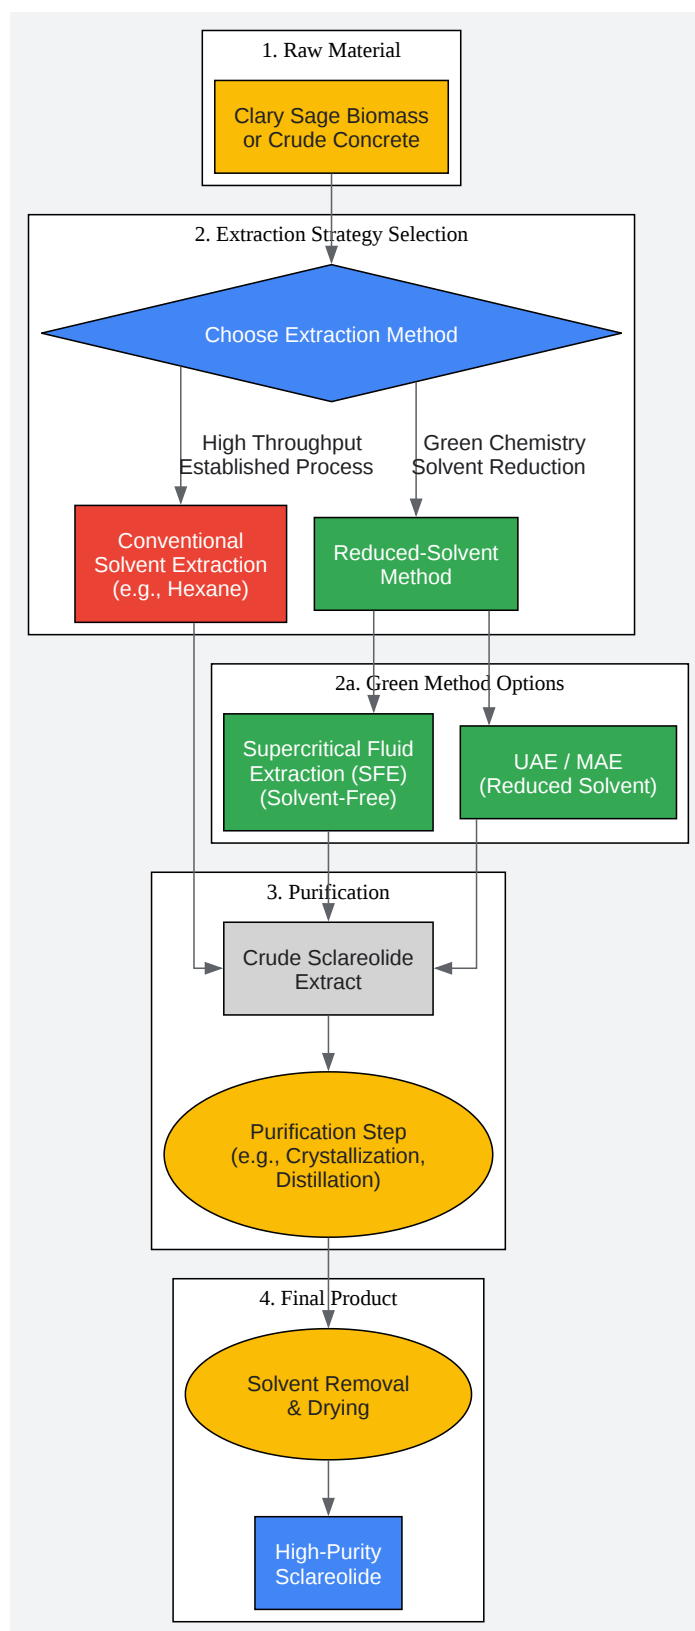 1. Raw Material
Clary Sage Biomass
or Crude Concrete
2. Extraction Strategy Selection
Choose Extraction Method
High Throughput
Established Process
Green Chemistry
Solvent Reduction
Conventional
Solvent Extraction
(e.g., Hexane)
Reduced-Solvent
Method
2a. Green Method Options
Supercritical Fluid
Extraction (SFE)
(Solvent-Free)
UAE / MAE
(Reduced Solvent)
3. Purification
Crude Sclareolide
Extract
Purification Step
(e.g., Crystallization,
Distillation)
4. Final Product
Solvent Removal
& Drying
High-Purity
Sclareolide